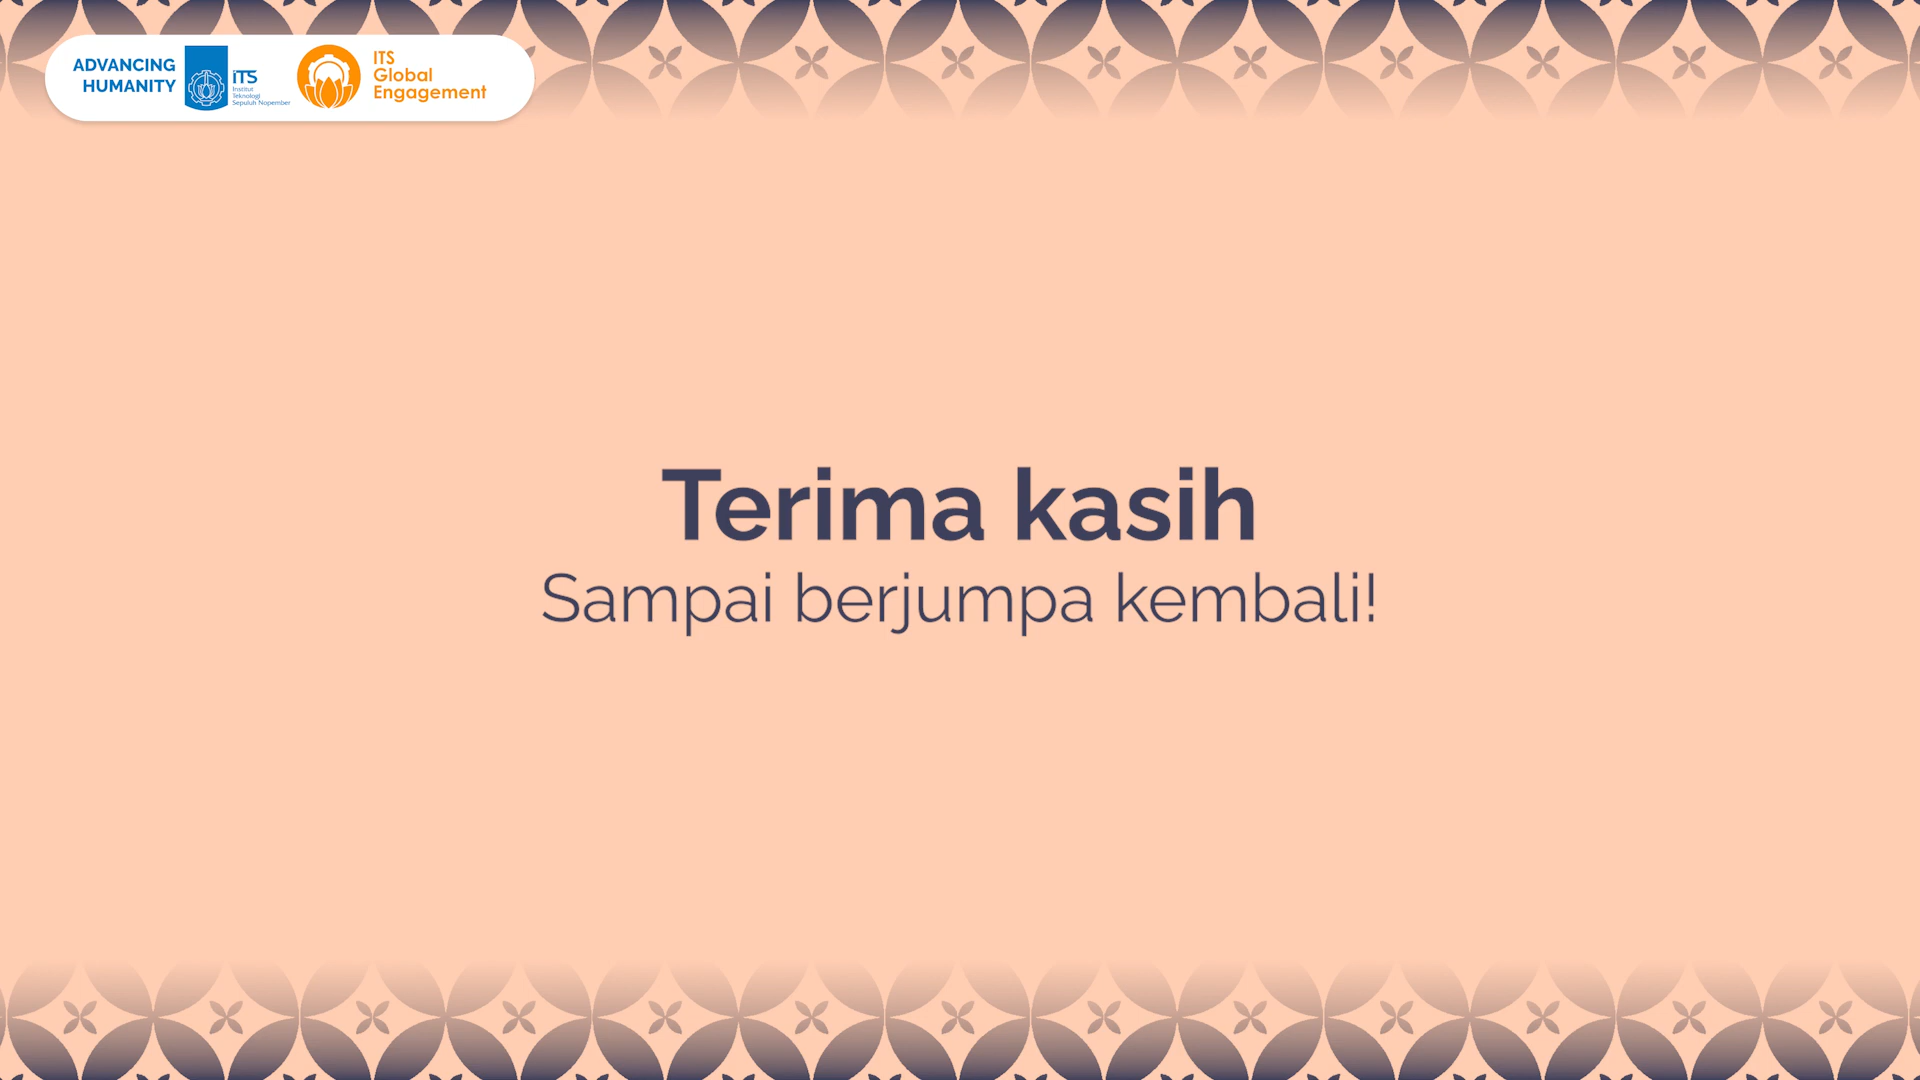 ADVANCING
HUMANITY
iTS
Institut
Teknologi
Sepuluh Nopember
ITS
Global
Engagement
Terima kasih
Sampai berjumpa kembali!